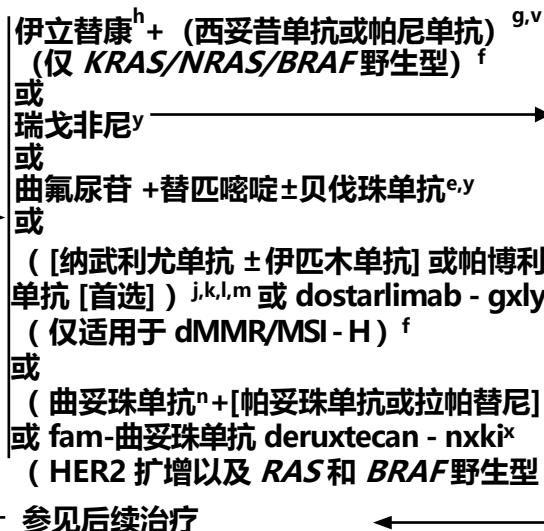 伊立替康h+（西妥昔单抗或帕尼单抗）g,v
（仅 KRAS/NRAS/BRAF 野生型）f
或
瑞戈非尼y
或
曲氟尿苷 +替匹嘧啶±贝伐珠单抗e,y
或
（ [纳武利尤单抗 ±伊匹木单抗] 或帕博利
单抗 [首选] ）j,k,l,m 或 dostarlimab - gxly
（ 仅适用于 dMMR/MSI - H ）f
或
（ 曲妥珠单抗n+[帕妥珠单抗或拉帕替尼]
或 fam-曲妥珠单抗 deruxtecan - nxkix
（ HER2 扩增以及 RAS 和 BRAF 野生型
参见后续治疗